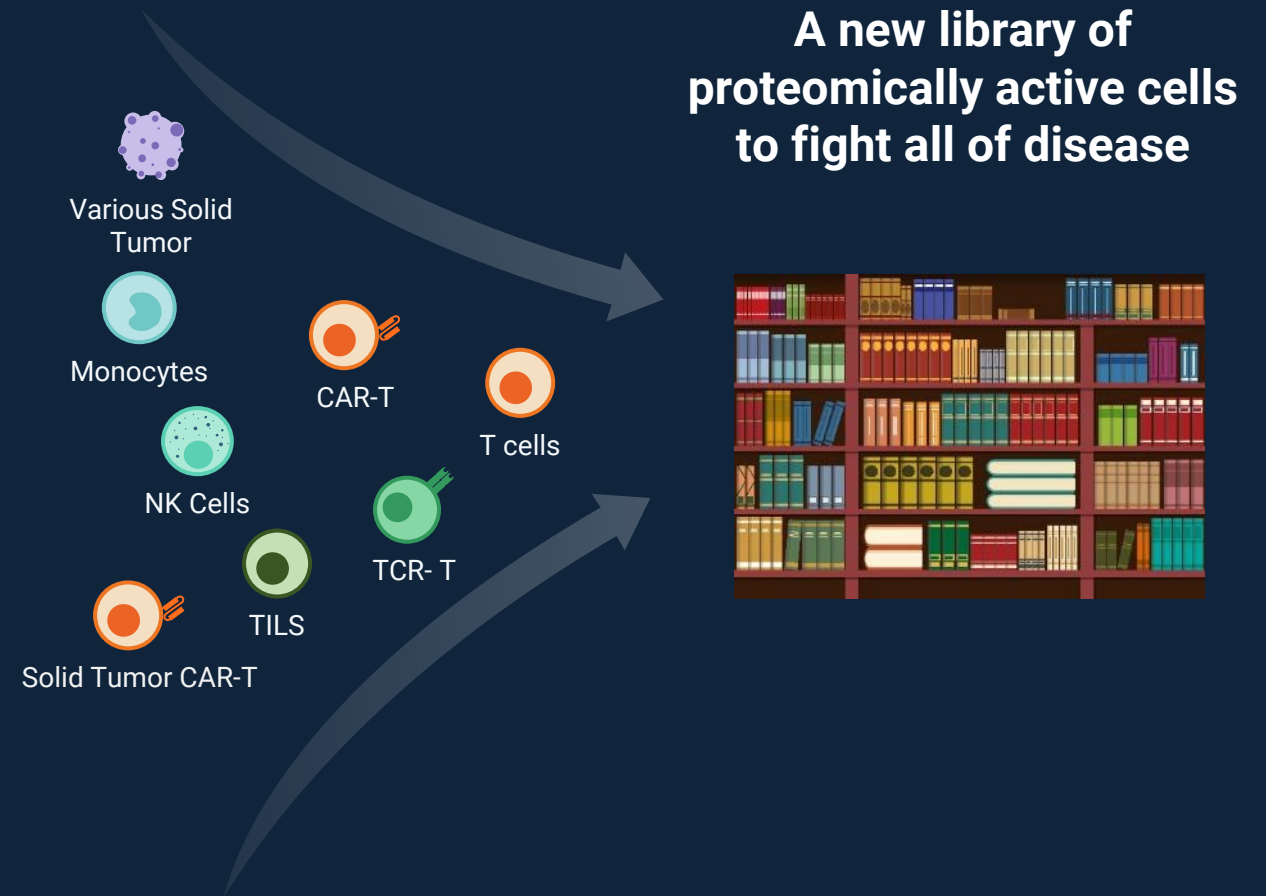 A new library of
proteomically active cells
to fight all of disease
Various Solid
Tumor
Monocytes
CAR-T
T cells
NK Cells
TCR- T
TILS
Solid Tumor CAR-T